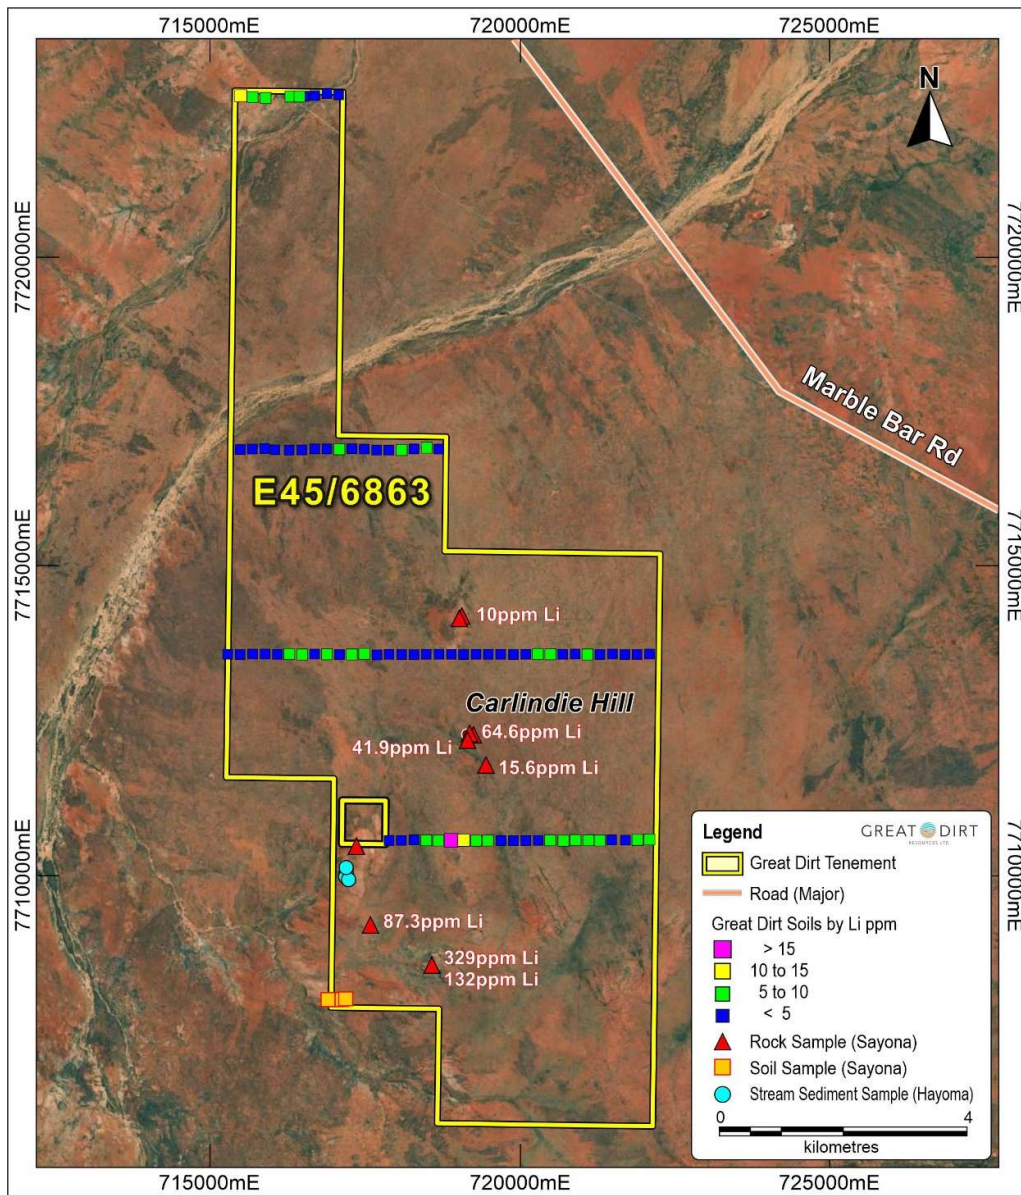 715000mE
720000mE
725000mE
N
7720000mE
7720000mE
Marble Bar Rd
E45/6863
7715000mE
7715000mE
10ppm Li
Carlindie Hill
64.6ppm Li
41.9ppm Li
15.6ppm Li
7710000mE
7710000mE
87.3ppm Li
329ppm Li
132ppm Li
Legend
GREAT DIRT
RESOURCES LTD
Great Dirt Tenement
Road (Major)
Great Dirt Soils by Li ppm
> 15
10 to 15
5 to 10
< 5
Rock Sample (Sayona)
Soil Sample (Sayona)
Stream Sediment Sample (Hayoma)
0
4
kilometres
715000mE
720000mE
725000mE